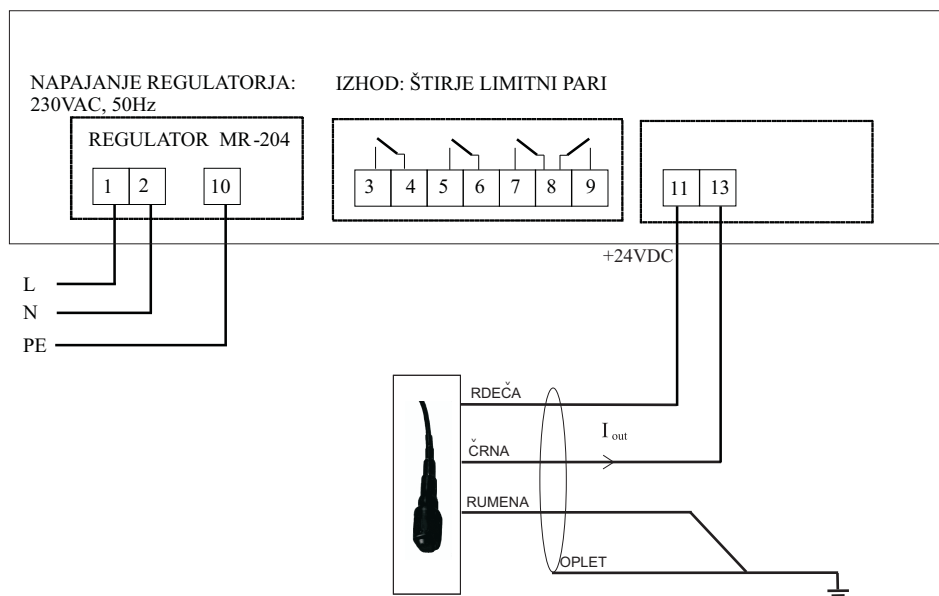 NAPAJANJE REGULATORJA:
230VAC, 50Hz
IZHOD: ŠTIRJE LIMITNI PARI
REGULATOR MR-204
1 2 10
3 4 5 6 7 8 9
11 13
+24VDC
L
N
PE
RDEČA
I out
ČRNA
RUMENA
OPLET